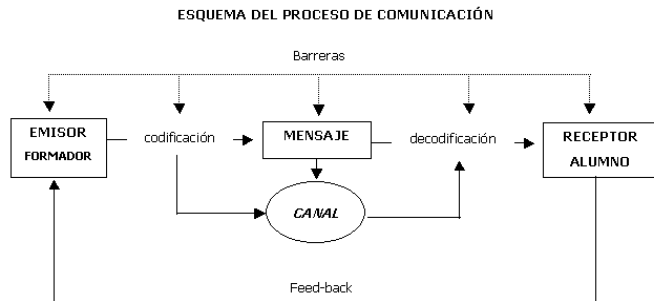 ESQUEMA DEL PROCESO DE COMUNICACIÓN
Barreras
EMISOR
FORMADOR
codificación
MENSAJE
decodificación
RECEPTOR
ALUMNO
CANAL
Feed-back